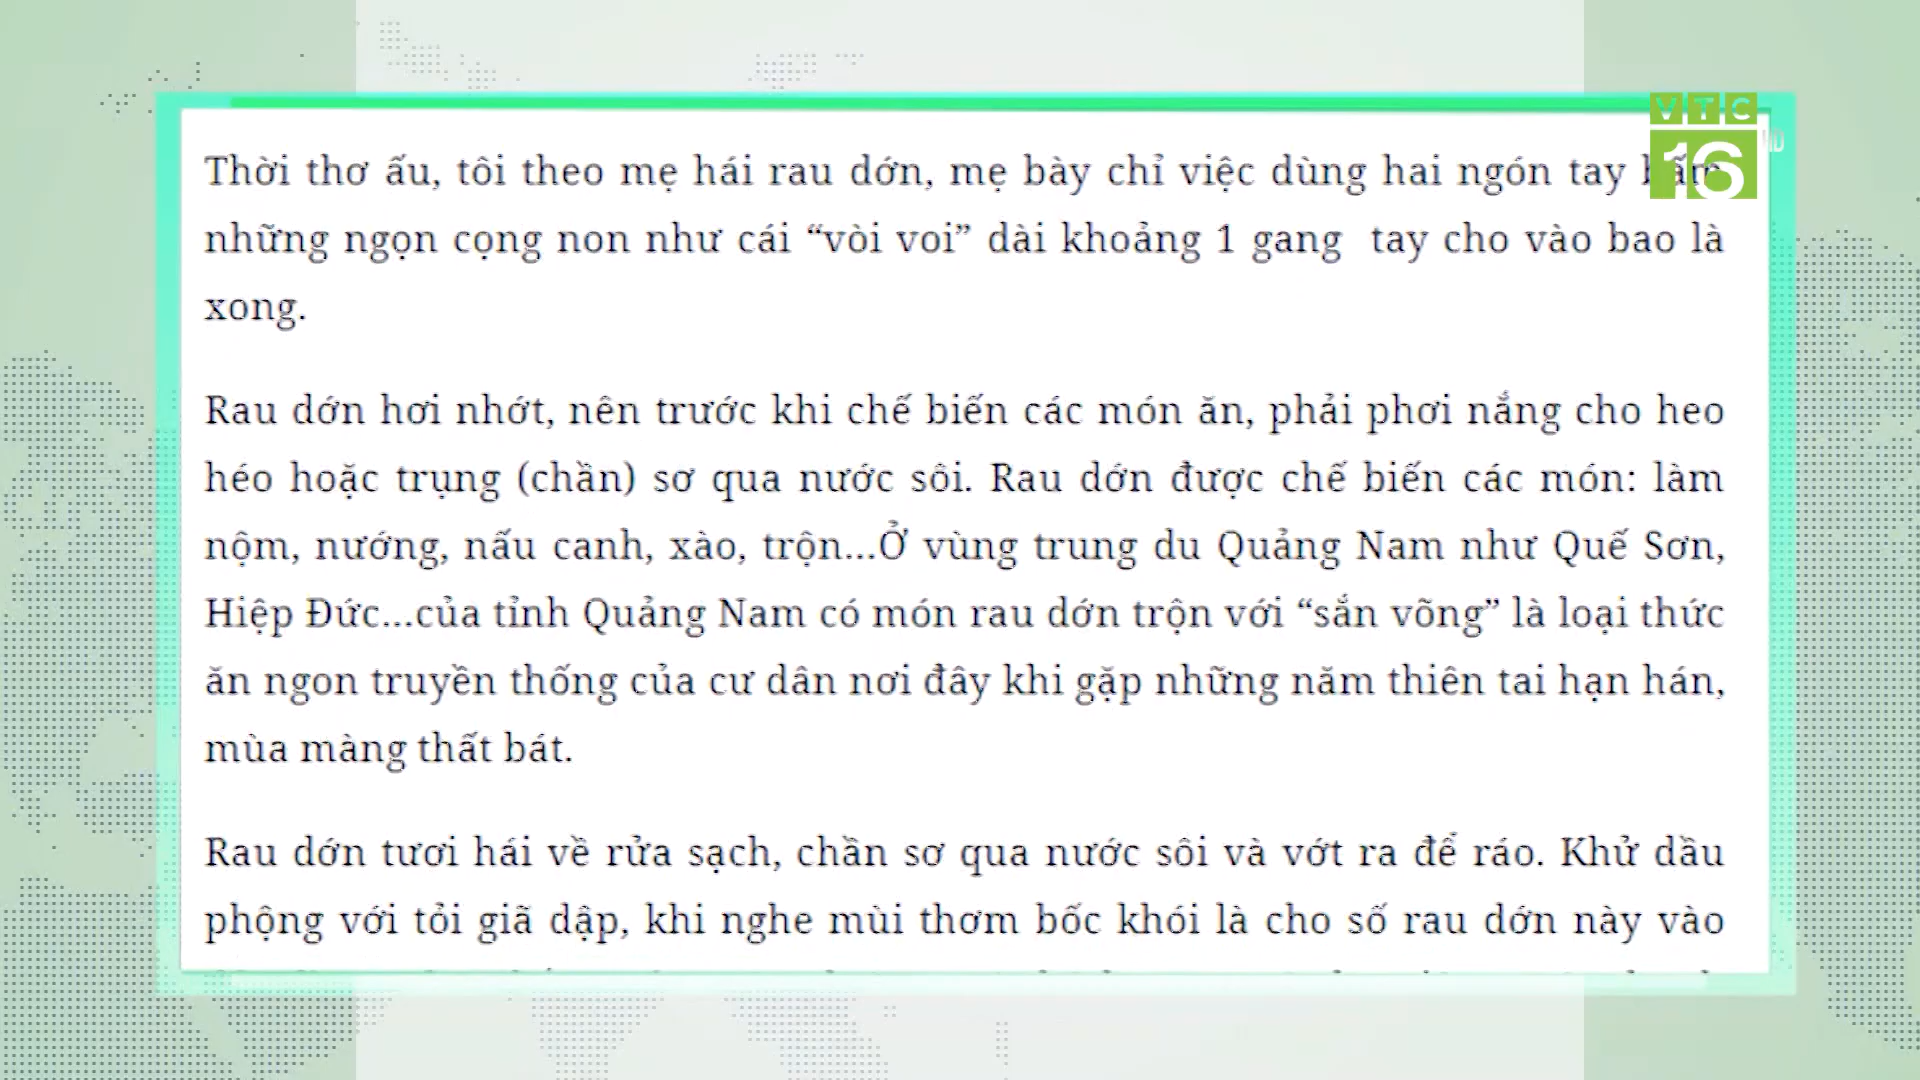 VTC
16
HD
Thời thơ ấu, tôi theo mẹ hái rau dớn, mẹ bày chỉ việc dùng hai ngón tay bấm
những ngọn cọng non như cái “vòi voi” dài khoảng 1 gang tay cho vào bao là
xong.
Rau dớn hơi nhớt, nên trước khi chế biến các món ăn, phải phơi nắng cho heo
héo hoặc trụng (chần) sơ qua nước sôi. Rau dớn được chế biến các món: làm
nộm, nướng, nấu canh, xào, trộn...Ở vùng trung du Quảng Nam như Quế Sơn,
Hiệp Đức...của tỉnh Quảng Nam có món rau dớn trộn với “sắn võng” là loại thức
ăn ngon truyền thống của cư dân nơi đây khi gặp những năm thiên tai hạn hán,
mùa màng thất bát.
Rau dớn tươi hái về rửa sạch, chần sơ qua nước sôi và vớt ra để ráo. Khử dầu
phộng với tỏi giã dập, khi nghe mùi thơm bốc khói là cho số rau dớn này vào